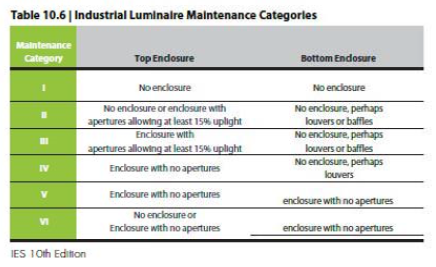 Table 10.6 | Industrial Luminaire Maintenance Categories
Maintenance Category Top Enclosure Bottom Enclosure
I No enclosure No enclosure
II No enclosure or enclosure with apertures allowing at least 15% uplight No enclosure, perhaps louvers or baffles
III Enclosure with apertures allowing at least 15% uplight No enclosure, perhaps louvers or baffles
IV Enclosure with no apertures No enclosure, perhaps louvers
V Enclosure with no apertures enclosure with no apertures
VI No enclosure or Enclosure with no apertures enclosure with no apertures
IES 10th Edition